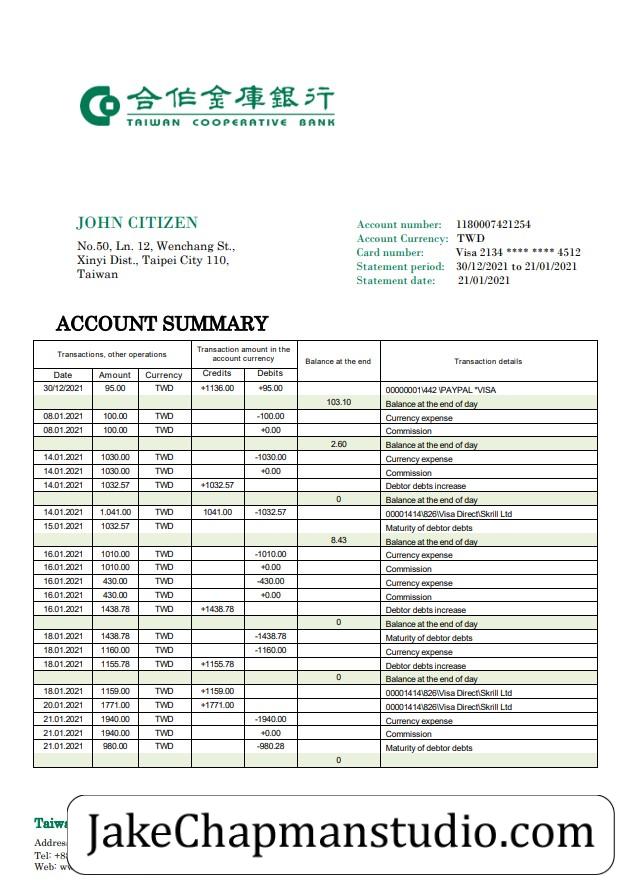 合作金庫銀行
TAIWAN COOPERATIVE BANK
JOHN CITIZEN
No.50, Ln. 12, Wenchang St.,
Xinyi Dist., Taipei City 110,
Taiwan
Account number: 1180007421254
Account Currency: TWD
Card number: Visa 2134 **** **** 4512
Statement period: 30/12/2021 to 21/01/2021
Statement date: 21/01/2021
ACCOUNT SUMMARY
Transactions, other operations Transaction amount in the account currency Balance at the end Transaction details
Date Amount Currency Credits Debits
30/12/2021 95.00 TWD +1136.00 +95.00 00000001\442 \PAYPAL "VISA
103.10 Balance at the end of day
08.01.2021 100.00 TWD -100.00 Currency expense
08.01.2021 100.00 TWD +0.00 Commission
2.60 Balance at the end of day
14.01.2021 1030.00 TWD -1030.00 Currency expense
14.01.2021 1030.00 TWD +0.00 Commission
14.01.2021 1032.57 TWD +1032.57 Debtor debts increase
0 Balance at the end of day
14.01.2021 1.041.00 TWD 1041.00 -1032.57 00001414\826\Visa Direct\Skrill Ltd
15.01.2021 1032.57 TWD Maturity of debtor debts
8.43 Balance at the end of day
16.01.2021 1010.00 TWD -1010.00 Currency expense
16.01.2021 1010.00 TWD +0.00 Commission
16.01.2021 430.00 TWD -430.00 Currency expense
16.01.2021 430.00 TWD +0.00 Commission
16.01.2021 1438.78 TWD +1438.78 Debtor debts increase
0 Balance at the end of day
18.01.2021 1438.78 TWD -1438.78 Maturity of debtor debts
18.01.2021 1160.00 TWD -1160.00 Currency expense
18.01.2021 1155.78 TWD +1155.78 Debtor debts increase
0 Balance at the end of day
18.01.2021 1159.00 TWD +1159.00 00001414\826\Visa Direct\Skrill Ltd
20.01.2021 1771.00 TWD +1771.00 00001414\826\Visa Direct\Skrill Ltd
21.01.2021 1940.00 TWD -1940.00 Currency expense
21.01.2021 1940.00 TWD +0.00 Commission
21.01.2021 980.00 TWD -980.28 Maturity of debtor debts
0
Tel:
Web:
JakeChapmanstudio.com